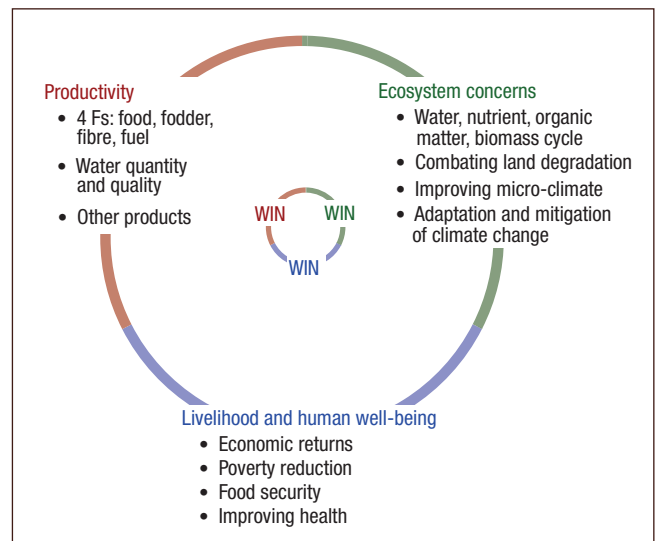 Productivity
• 4 Fs: food, fodder,
fibre, fuel
• Water quantity
and quality
• Other products
Ecosystem concerns
• Water, nutrient, organic
matter, biomass cycle
• Combating land degradation
• Improving micro-climate
• Adaptation and mitigation
of climate change
WIN
WIN
WIN
Livelihood and human well-being
• Economic returns
• Poverty reduction
• Food security
• Improving health